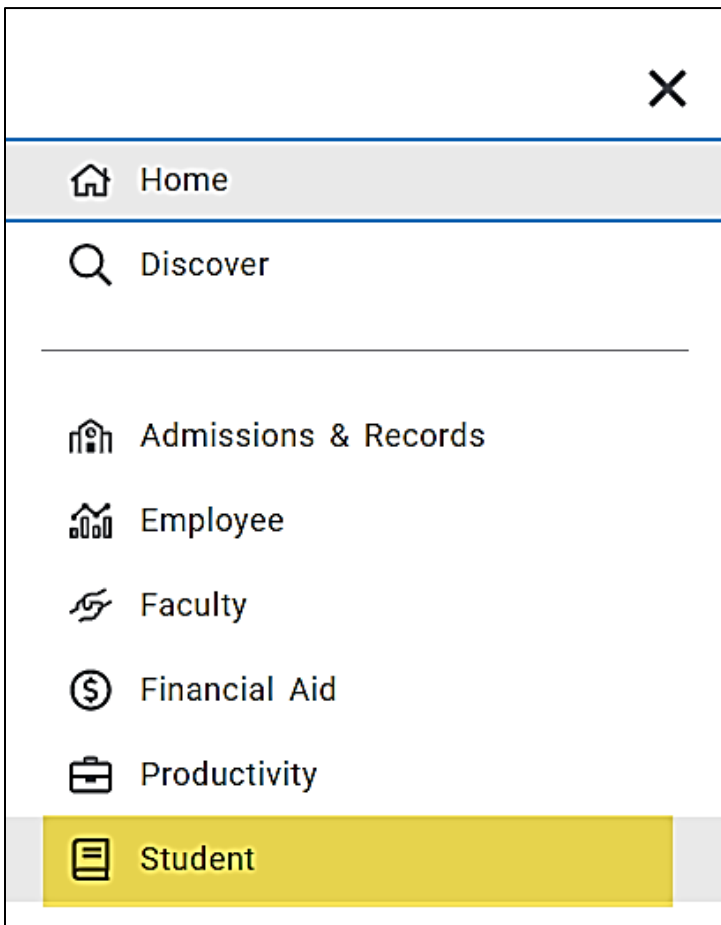 Home
Discover
Admissions & Records
Employee
Faculty
Financial Aid
Productivity
Student